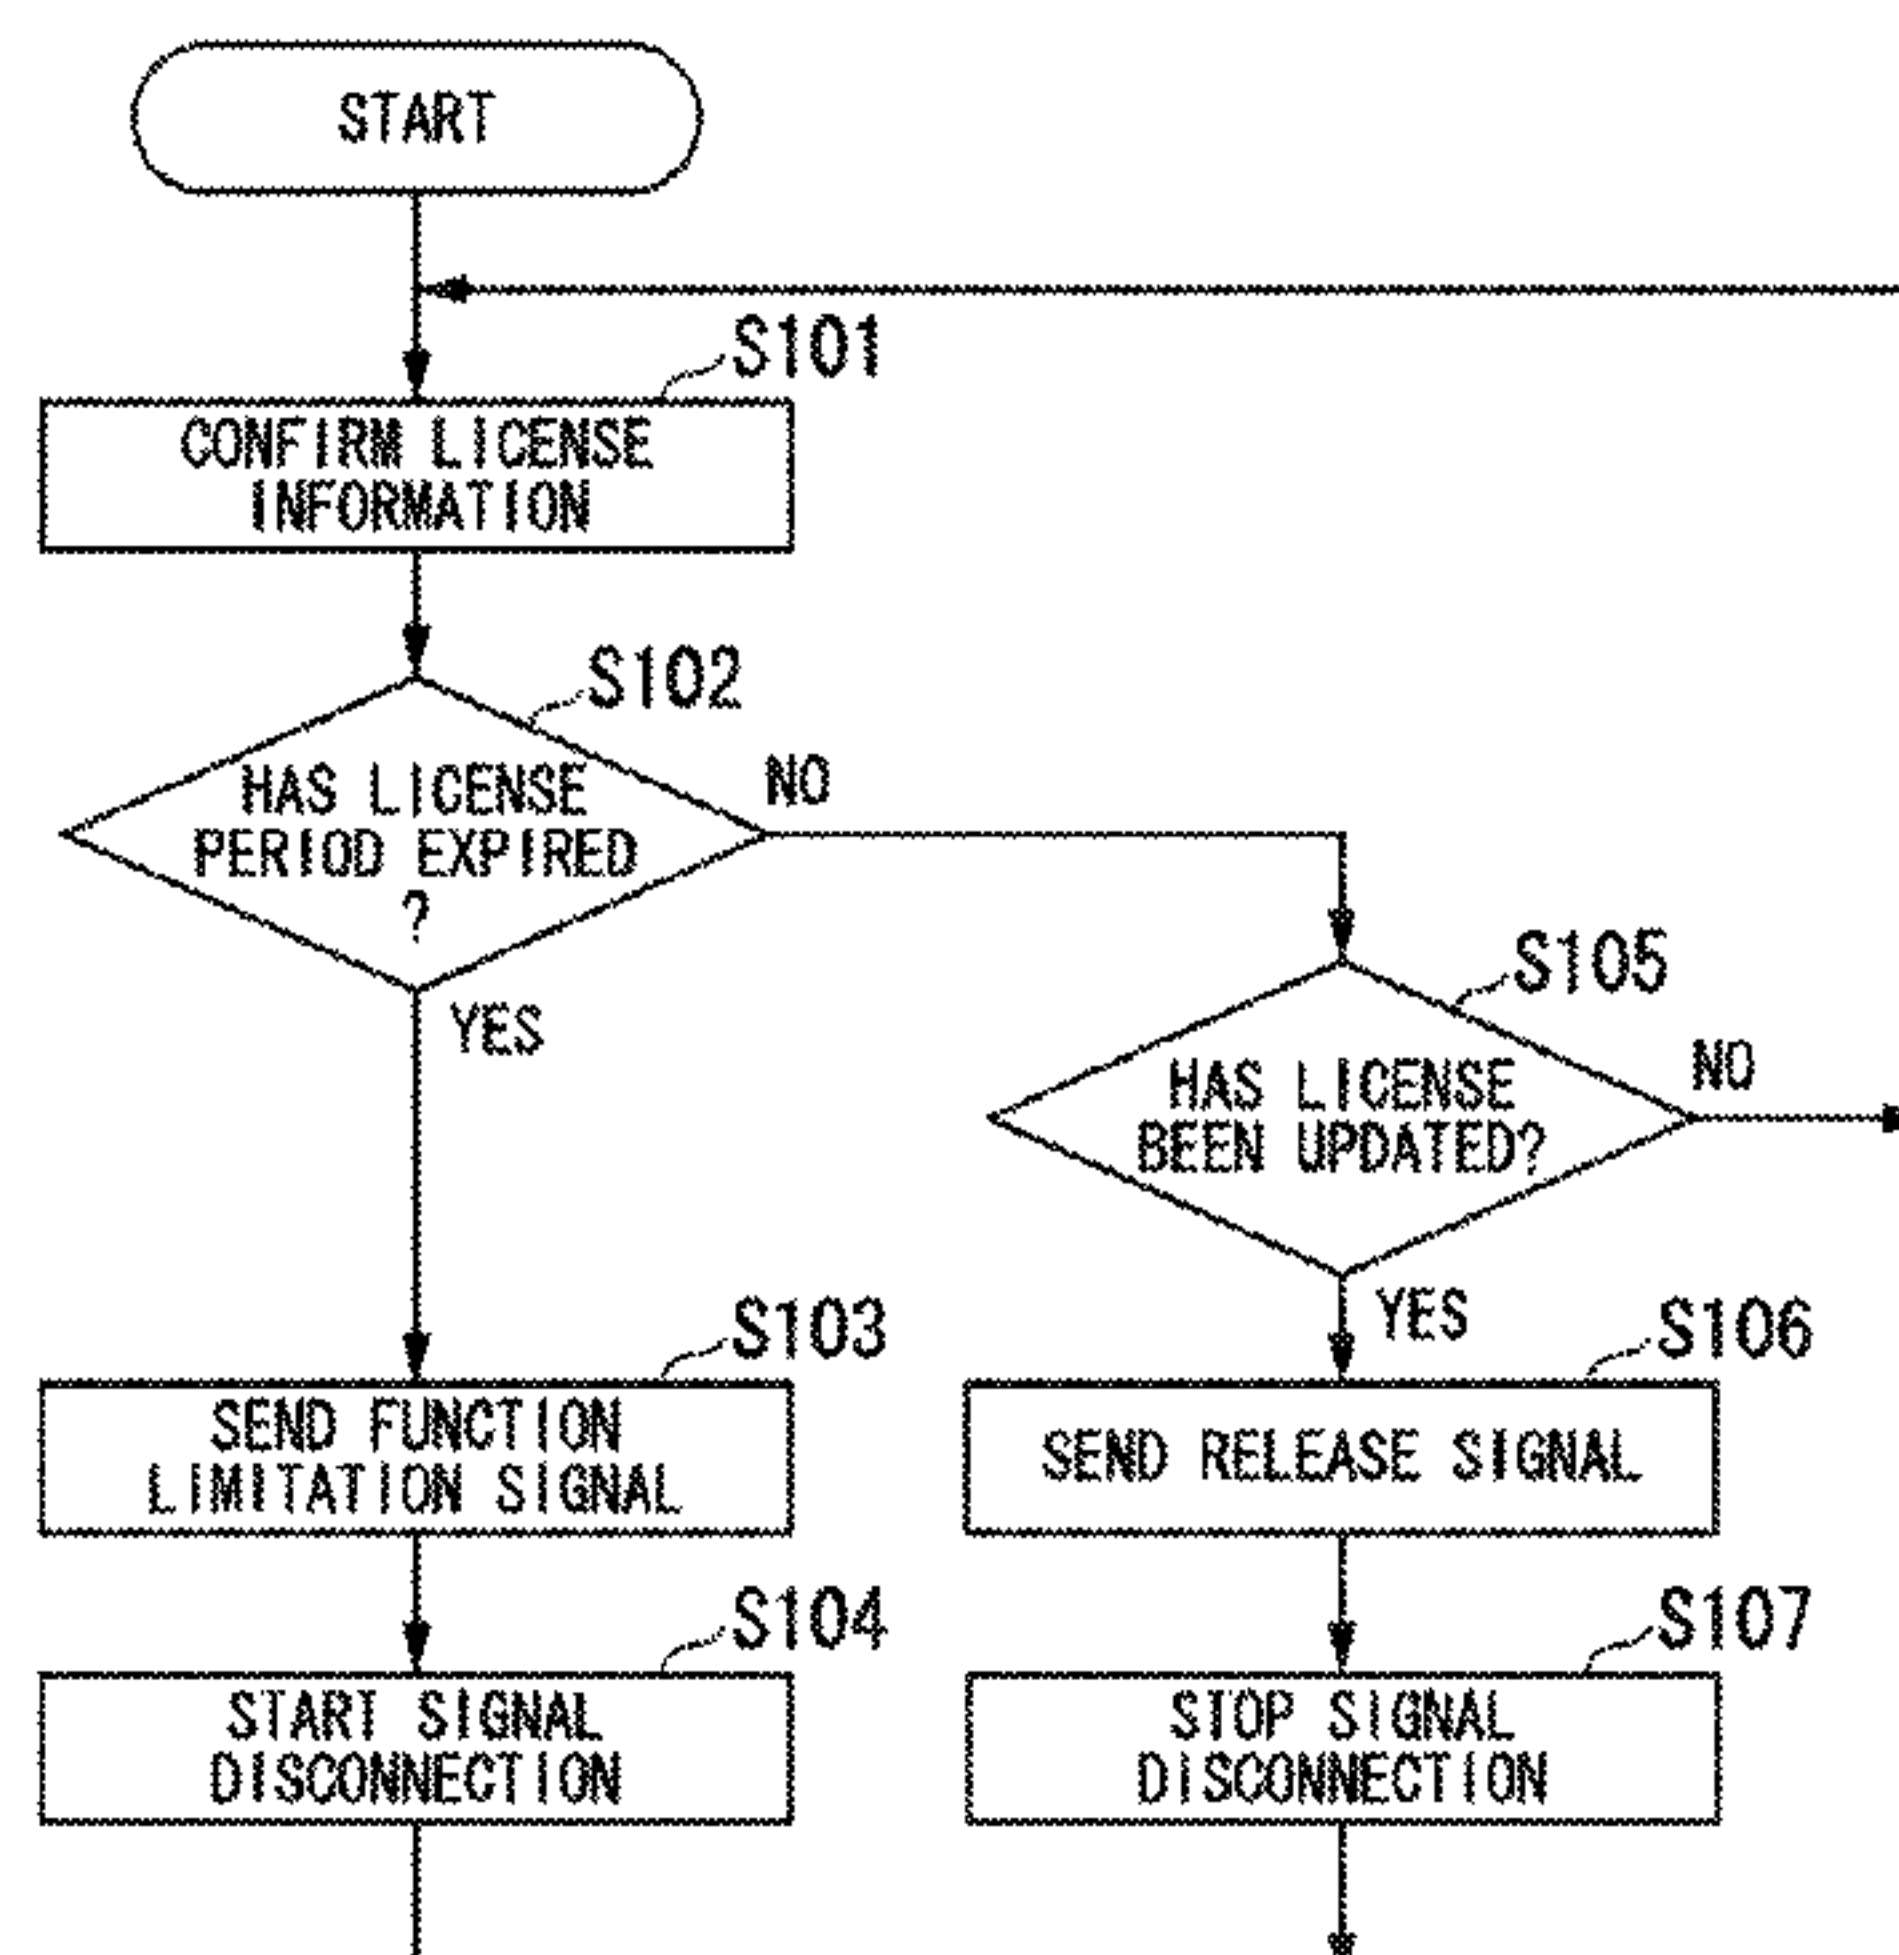 START
S101
CONFIRM LICENSE
INFORMATION
S102
HAS LICENSE
PERIOD EXPIRED
?
NO
YES
S105
HAS LICENSE
BEEN UPDATED?
NO
YES
S103
SEND FUNCTION
LIMITATION SIGNAL
S106
SEND RELEASE SIGNAL
S104
START SIGNAL
DISCONNECTION
S107
STOP SIGNAL
DISCONNECTION